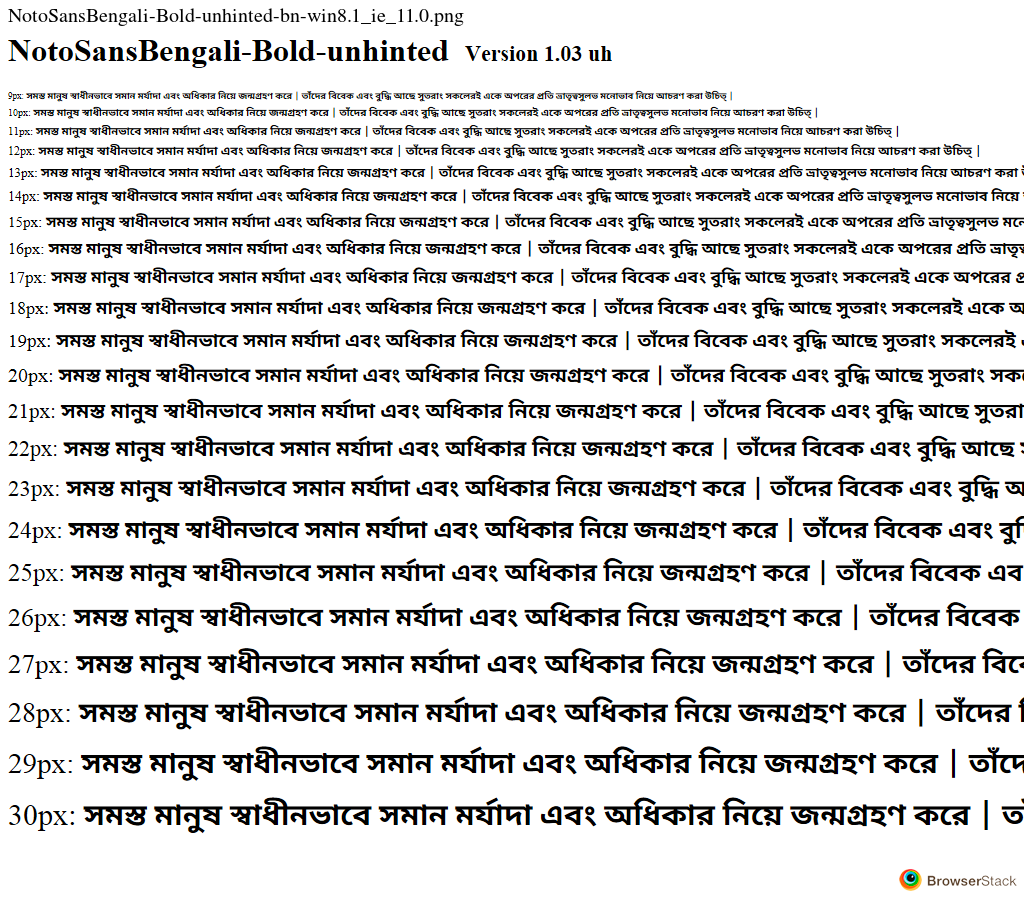 NotoSansBengali-Bold-unhinted-bn-win8.1_ie_11.0.png
NotoSansBengali-Bold-unhinted Version 1.03 uh
9px: সমস্ত মানুষ স্বাধীনভাবে সমান মর্যাদা এবং অধিকার নিয়ে জন্মগ্রহণ করে | তাঁদের বিবেক এবং বুদ্ধি আছে সুতরাং সকলেরই একে অপরের প্রতি ভ্রাতৃত্বসুলভ মনোভাব নিয়ে আচরণ করা উচিত্ |
10px: সমস্ত মানুষ স্বাধীনভাবে সমান মর্যাদা এবং অধিকার নিয়ে জন্মগ্রহণ করে | তাঁদের বিবেক এবং বুদ্ধি আছে সুতরাং সকলেরই একে অপরের প্রতি ভ্রাতৃত্বসুলভ মনোভাব নিয়ে আচরণ করা উচিত্ |
11px: সমস্ত মানুষ স্বাধীনভাবে সমান মর্যাদা এবং অধিকার নিয়ে জন্মগ্রহণ করে | তাঁদের বিবেক এবং বুদ্ধি আছে সুতরাং সকলেরই একে অপরের প্রতি ভ্রাতৃত্বসুলভ মনোভাব নিয়ে আচরণ করা উচিত্ |
12px: সমস্ত মানুষ স্বাধীনভাবে সমান মর্যাদা এবং অধিকার নিয়ে জন্মগ্রহণ করে | তাঁদের বিবেক এবং বুদ্ধি আছে সুতরাং সকলেরই একে অপরের প্রতি ভ্রাতৃত্বসুলভ মনোভাব নিয়ে আচরণ করা উচিত্ |
13px: সমস্ত মানুষ স্বাধীনভাবে সমান মর্যাদা এবং অধিকার নিয়ে জন্মগ্রহণ করে | তাঁদের বিবেক এবং বুদ্ধি আছে সুতরাং সকলেরই একে অপরের প্রতি ভ্রাতৃত্বসুলভ মনোভাব নিয়ে আচরণ করা
14px: সমস্ত মানুষ স্বাধীনভাবে সমান মর্যাদা এবং অধিকার নিয়ে জন্মগ্রহণ করে | তাঁদের বিবেক এবং বুদ্ধি আছে সুতরাং সকলেরই একে অপরের প্রতি ভ্রাতৃত্বসুলভ মনোভাব নিয়ে
15px: সমস্ত মানুষ স্বাধীনভাবে সমান মর্যাদা এবং অধিকার নিয়ে জন্মগ্রহণ করে | তাঁদের বিবেক এবং বুদ্ধি আছে সুতরাং সকলেরই একে অপরের প্রতি ভ্রাতৃত্বসুলভ
16px: সমস্ত মানুষ স্বাধীনভাবে সমান মর্যাদা এবং অধিকার নিয়ে জন্মগ্রহণ করে | তাঁদের বিবেক এবং বুদ্ধি আছে সুতরাং সকলেরই একে অপরের প্রতি
17px: সমস্ত মানুষ স্বাধীনভাবে সমান মর্যাদা এবং অধিকার নিয়ে জন্মগ্রহণ করে | তাঁদের বিবেক এবং বুদ্ধি আছে সুতরাং সকলেরই একে অপরের
18px: সমস্ত মানুষ স্বাধীনভাবে সমান মর্যাদা এবং অধিকার নিয়ে জন্মগ্রহণ করে | তাঁদের বিবেক এবং বুদ্ধি আছে সুতরাং সকলেরই একে
19px: সমস্ত মানুষ স্বাধীনভাবে সমান মর্যাদা এবং অধিকার নিয়ে জন্মগ্রহণ করে | তাঁদের বিবেক এবং বুদ্ধি আছে সুতরাং সকলেরই
20px: সমস্ত মানুষ স্বাধীনভাবে সমান মর্যাদা এবং অধিকার নিয়ে জন্মগ্রহণ করে | তাঁদের বিবেক এবং বুদ্ধি আছে সুতরাং
21px: সমস্ত মানুষ স্বাধীনভাবে সমান মর্যাদা এবং অধিকার নিয়ে জন্মগ্রহণ করে | তাঁদের বিবেক এবং বুদ্ধি আছে
22px: সমস্ত মানুষ স্বাধীনভাবে সমান মর্যাদা এবং অধিকার নিয়ে জন্মগ্রহণ করে | তাঁদের বিবেক এবং বুদ্ধি আছে
23px: সমস্ত মানুষ স্বাধীনভাবে সমান মর্যাদা এবং অধিকার নিয়ে জন্মগ্রহণ করে | তাঁদের বিবেক এবং বুদ্ধি
24px: সমস্ত মানুষ স্বাধীনভাবে সমান মর্যাদা এবং অধিকার নিয়ে জন্মগ্রহণ করে | তাঁদের বিবেক এবং
25px: সমস্ত মানুষ স্বাধীনভাবে সমান মর্যাদা এবং অধিকার নিয়ে জন্মগ্রহণ করে | তাঁদের বিবেক
26px: সমস্ত মানুষ স্বাধীনভাবে সমান মর্যাদা এবং অধিকার নিয়ে জন্মগ্রহণ করে | তাঁদের বিবেক
27px: সমস্ত মানুষ স্বাধীনভাবে সমান মর্যাদা এবং অধিকার নিয়ে জন্মগ্রহণ করে | তাঁদের
28px: সমস্ত মানুষ স্বাধীনভাবে সমান মর্যাদা এবং অধিকার নিয়ে জন্মগ্রহণ করে | তাঁদের
29px: সমস্ত মানুষ স্বাধীনভাবে সমান মর্যাদা এবং অধিকার নিয়ে জন্মগ্রহণ করে |
30px: সমস্ত মানুষ স্বাধীনভাবে সমান মর্যাদা এবং অধিকার নিয়ে জন্মগ্রহণ করে |
BrowserStack